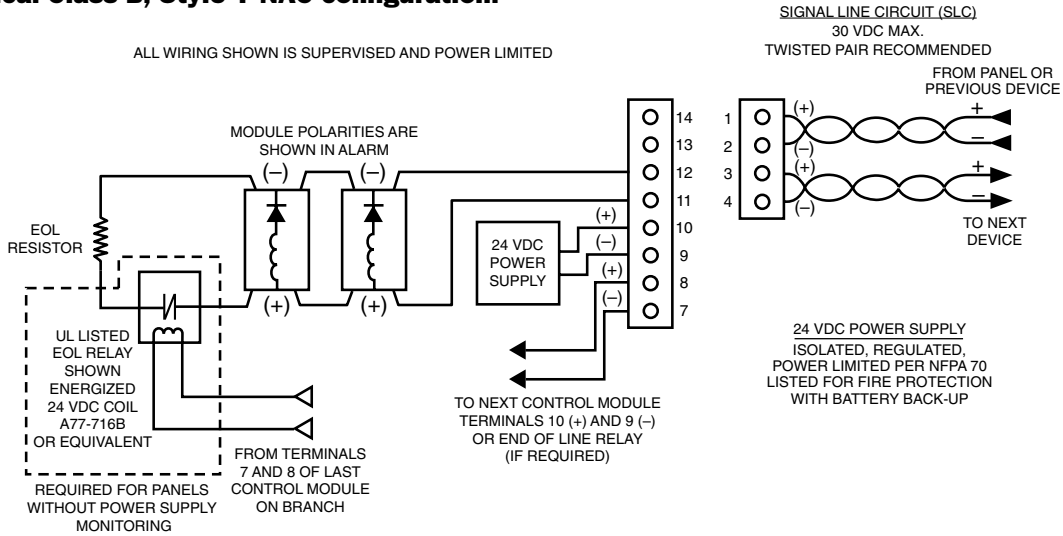 SIGNAL LINE CIRCUIT (SLC)
30 VDC MAX.
TWISTED PAIR RECOMMENDED
ALL WIRING SHOWN IS SUPERVISED AND POWER LIMITED
FROM PANEL OR
PREVIOUS DEVICE
MODULE POLARITIES ARE
SHOWN IN ALARM
(–)
(–)
(+)
(+)
EOL
RESISTOR
14
13
12
11
10
9
8
7
(+)
(–)
(+)
(–)
24 VDC
POWER
SUPPLY
1
2
3
4
(+)
(–)
(+)
(–)
+
–
+
–
TO NEXT
DEVICE
UL LISTED
EOL RELAY
SHOWN
ENERGIZED
24 VDC COIL
A77-716B
OR EQUIVALENT
REQUIRED FOR PANELS
WITHOUT POWER SUPPLY
MONITORING
FROM TERMINALS
7 AND 8 OF LAST
CONTROL MODULE
ON BRANCH
TO NEXT CONTROL MODULE
TERMINALS 10 (+) AND 9 (–)
OR END OF LINE RELAY
(IF REQUIRED)
24 VDC POWER SUPPLY
ISOLATED, REGULATED,
POWER LIMITED PER NFPA 70
LISTED FOR FIRE PROTECTION
WITH BATTERY BACK-UP